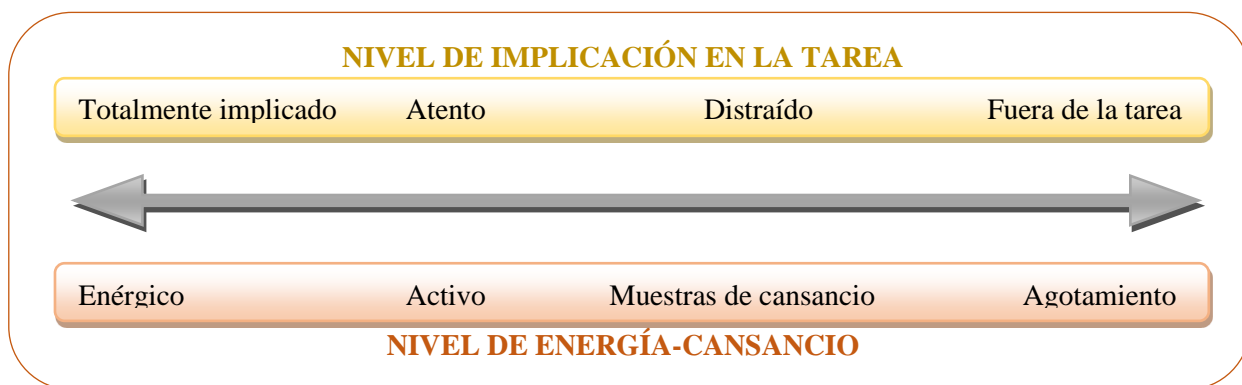 NIVEL DE IMPLICACIÓN EN LA TAREA
Totalmente implicado Atento Distraído Fuera de la tarea
Enérgico Activo Muestras de cansancio Agotamiento
NIVEL DE ENERGÍA-CANSANCIO